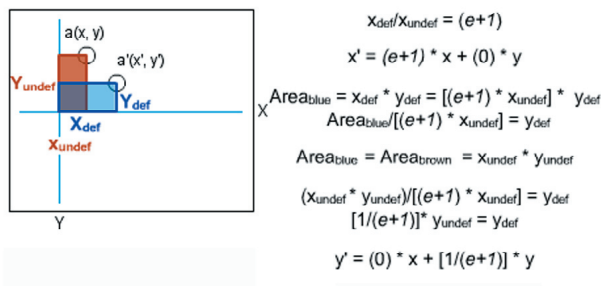 a(x, y)
a'(x', y')
Yundef
Ydef
X
Xdef
xundef
Y
xdef/xundef = (e+1)
x' = (e+1) * x + (0) * y
Areablue = xdef * ydef = [(e+1) * xundef] * ydef
Areablue/[(e+1) * xundef] = ydef
Areablue = Areabrown = xundef * yundef
(xundef* yundef)/[(e+1) * xundef] = ydef
[1/(e+1)]* yundef = ydef
y' = (0) * x + [1/(e+1)] * y